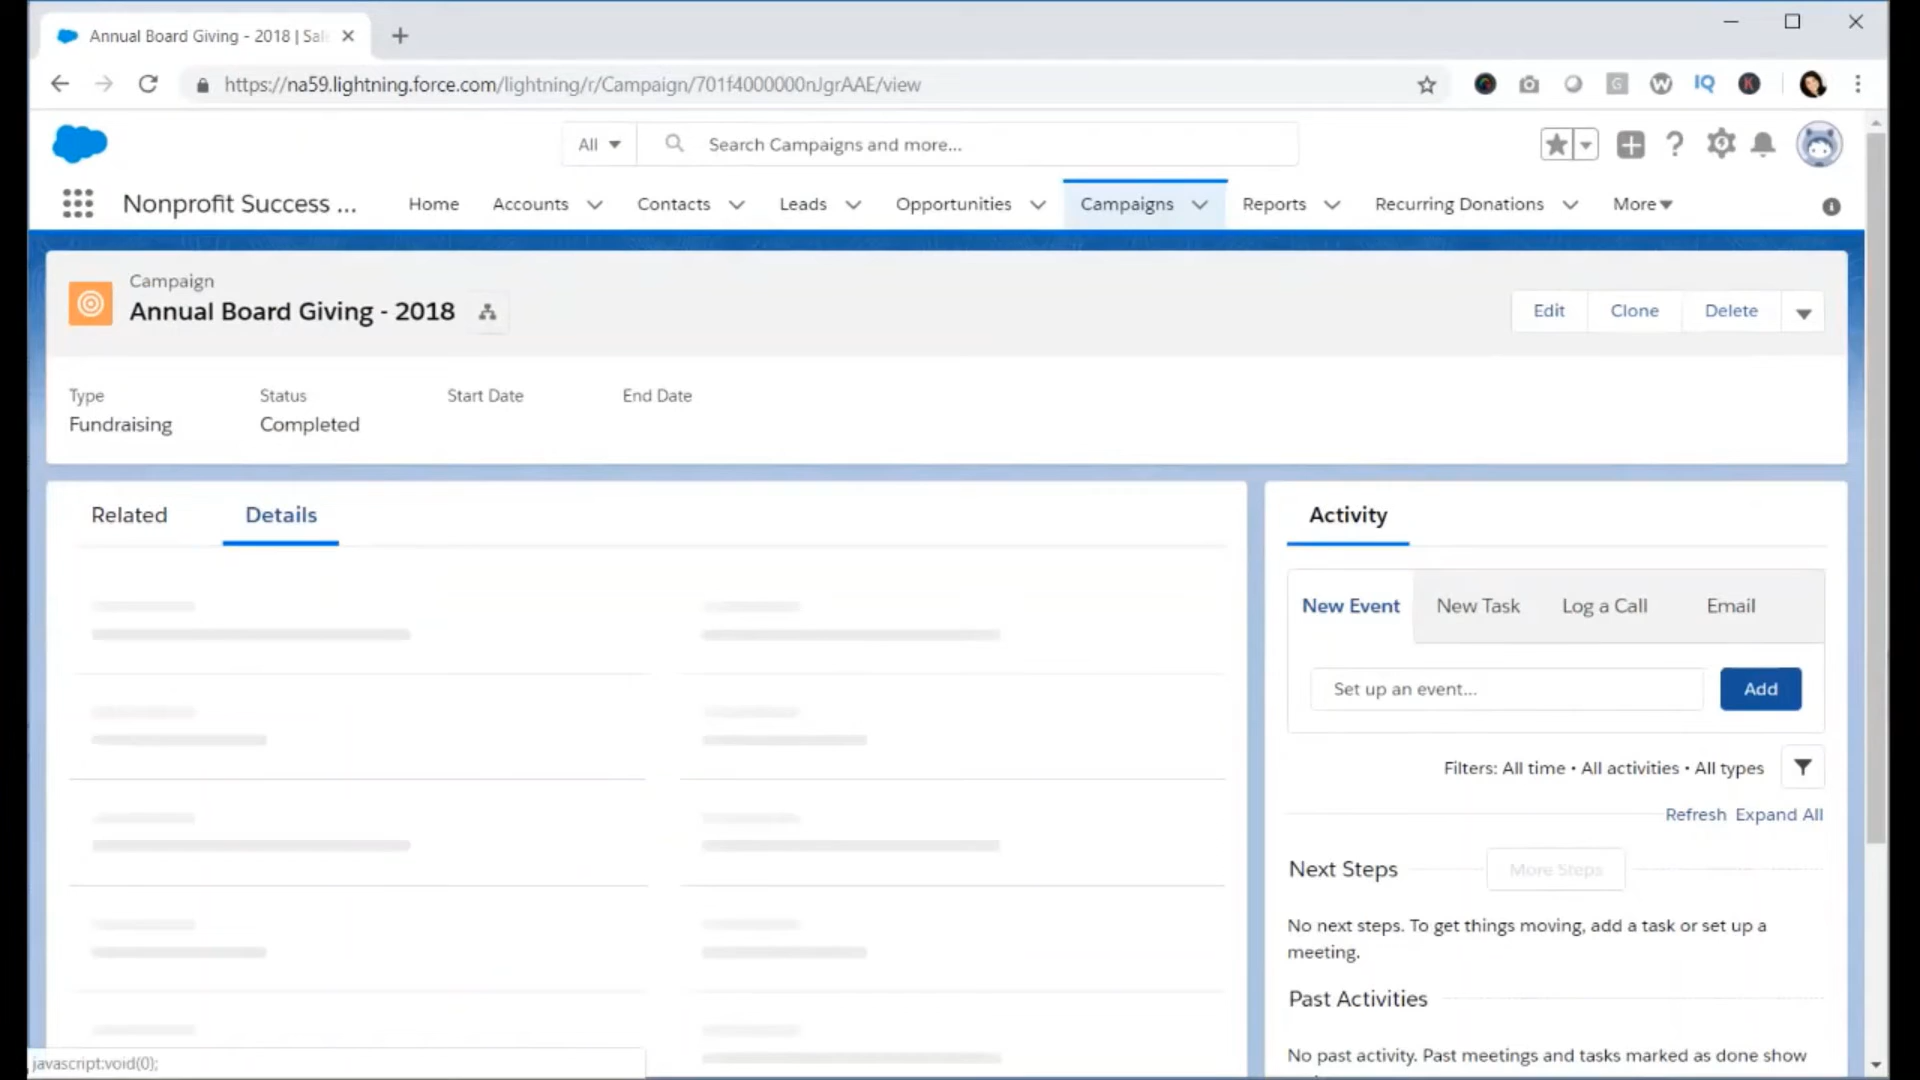 Annual Board Giving - 2018 | Sal
https://na59.lightning.force.com/lightning/r/Campaign/701f4000000nJgrAAE/view
G
W
IQ
K
All
Search Campaigns and more...
Nonprofit Success ...
Home
Accounts
Contacts
Leads
Opportunities
Campaigns
Reports
Recurring Donations
More
Campaign
Annual Board Giving - 2018
Edit
Clone
Delete
Type
Status
Start Date
End Date
Fundraising
Completed
Related
Details
Activity
New Event
New Task
Log a Call
Email
Set up an event...
Add
Filters: All time • All activities • All types
Refresh
Expand All
Next Steps
More Steps
No next steps. To get things moving, add a task or set up a
meeting.
Past Activities
No past activity. Past meetings and tasks marked as done show
javascript:void(0);